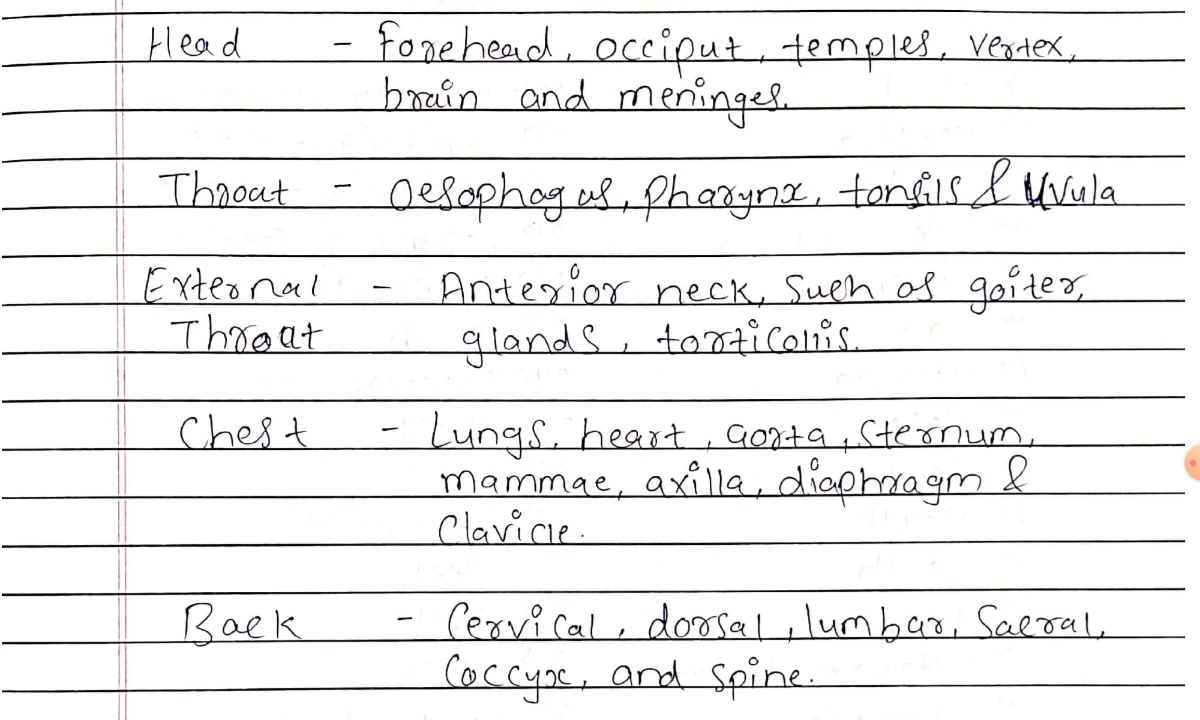 Head - Forehead, occiput, temples, vertex,
brain and meninges.
Throat - Oesophagus, Pharynx, tonsils & Uvula
External - Anterior neck, such as goiter,
Throat glands, torticollis.
Chest - Lungs, heart, aorta, sternum,
mammae, axilla, diaphragm &
Clavicle.
Back - Cervical, dorsal, lumbar, Sacral,
Coccyx, and spine.